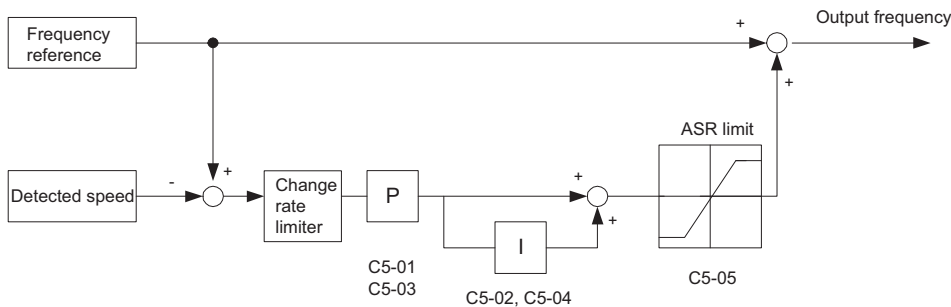 Frequency
reference
+
Output frequency
+
ASR limit
Detected speed
-
+
Change
rate
limiter
P
+
+
I
C5-01
C5-03
C5-02, C5-04
C5-05